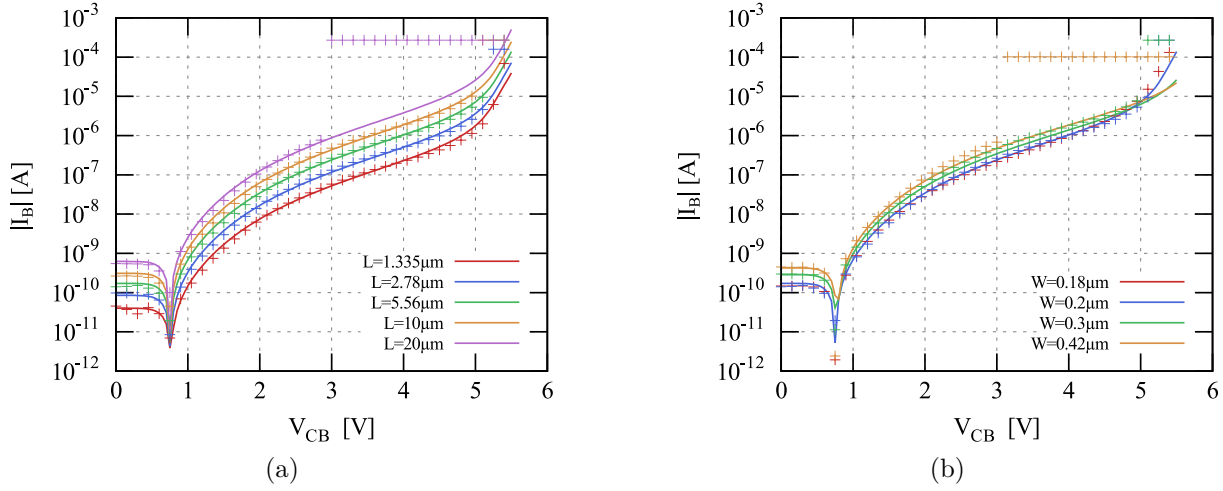 10⁻³
10⁻⁴
10⁻⁵
10⁻⁶
10⁻⁷
10⁻⁸
10⁻⁹
10⁻¹⁰
10⁻¹¹
10⁻¹²
|I_B| [A]
L=1.335μm
L=2.78μm
L=5.56μm
L=10μm
L=20μm
0 1 2 3 4 5 6
V_CB [V]
(a)
10⁻³
10⁻⁴
10⁻⁵
10⁻⁶
10⁻⁷
10⁻⁸
10⁻⁹
10⁻¹⁰
10⁻¹¹
10⁻¹²
|I_B| [A]
W=0.18μm
W=0.2μm
W=0.3μm
W=0.42μm
0 1 2 3 4 5 6
V_CB [V]
(b)